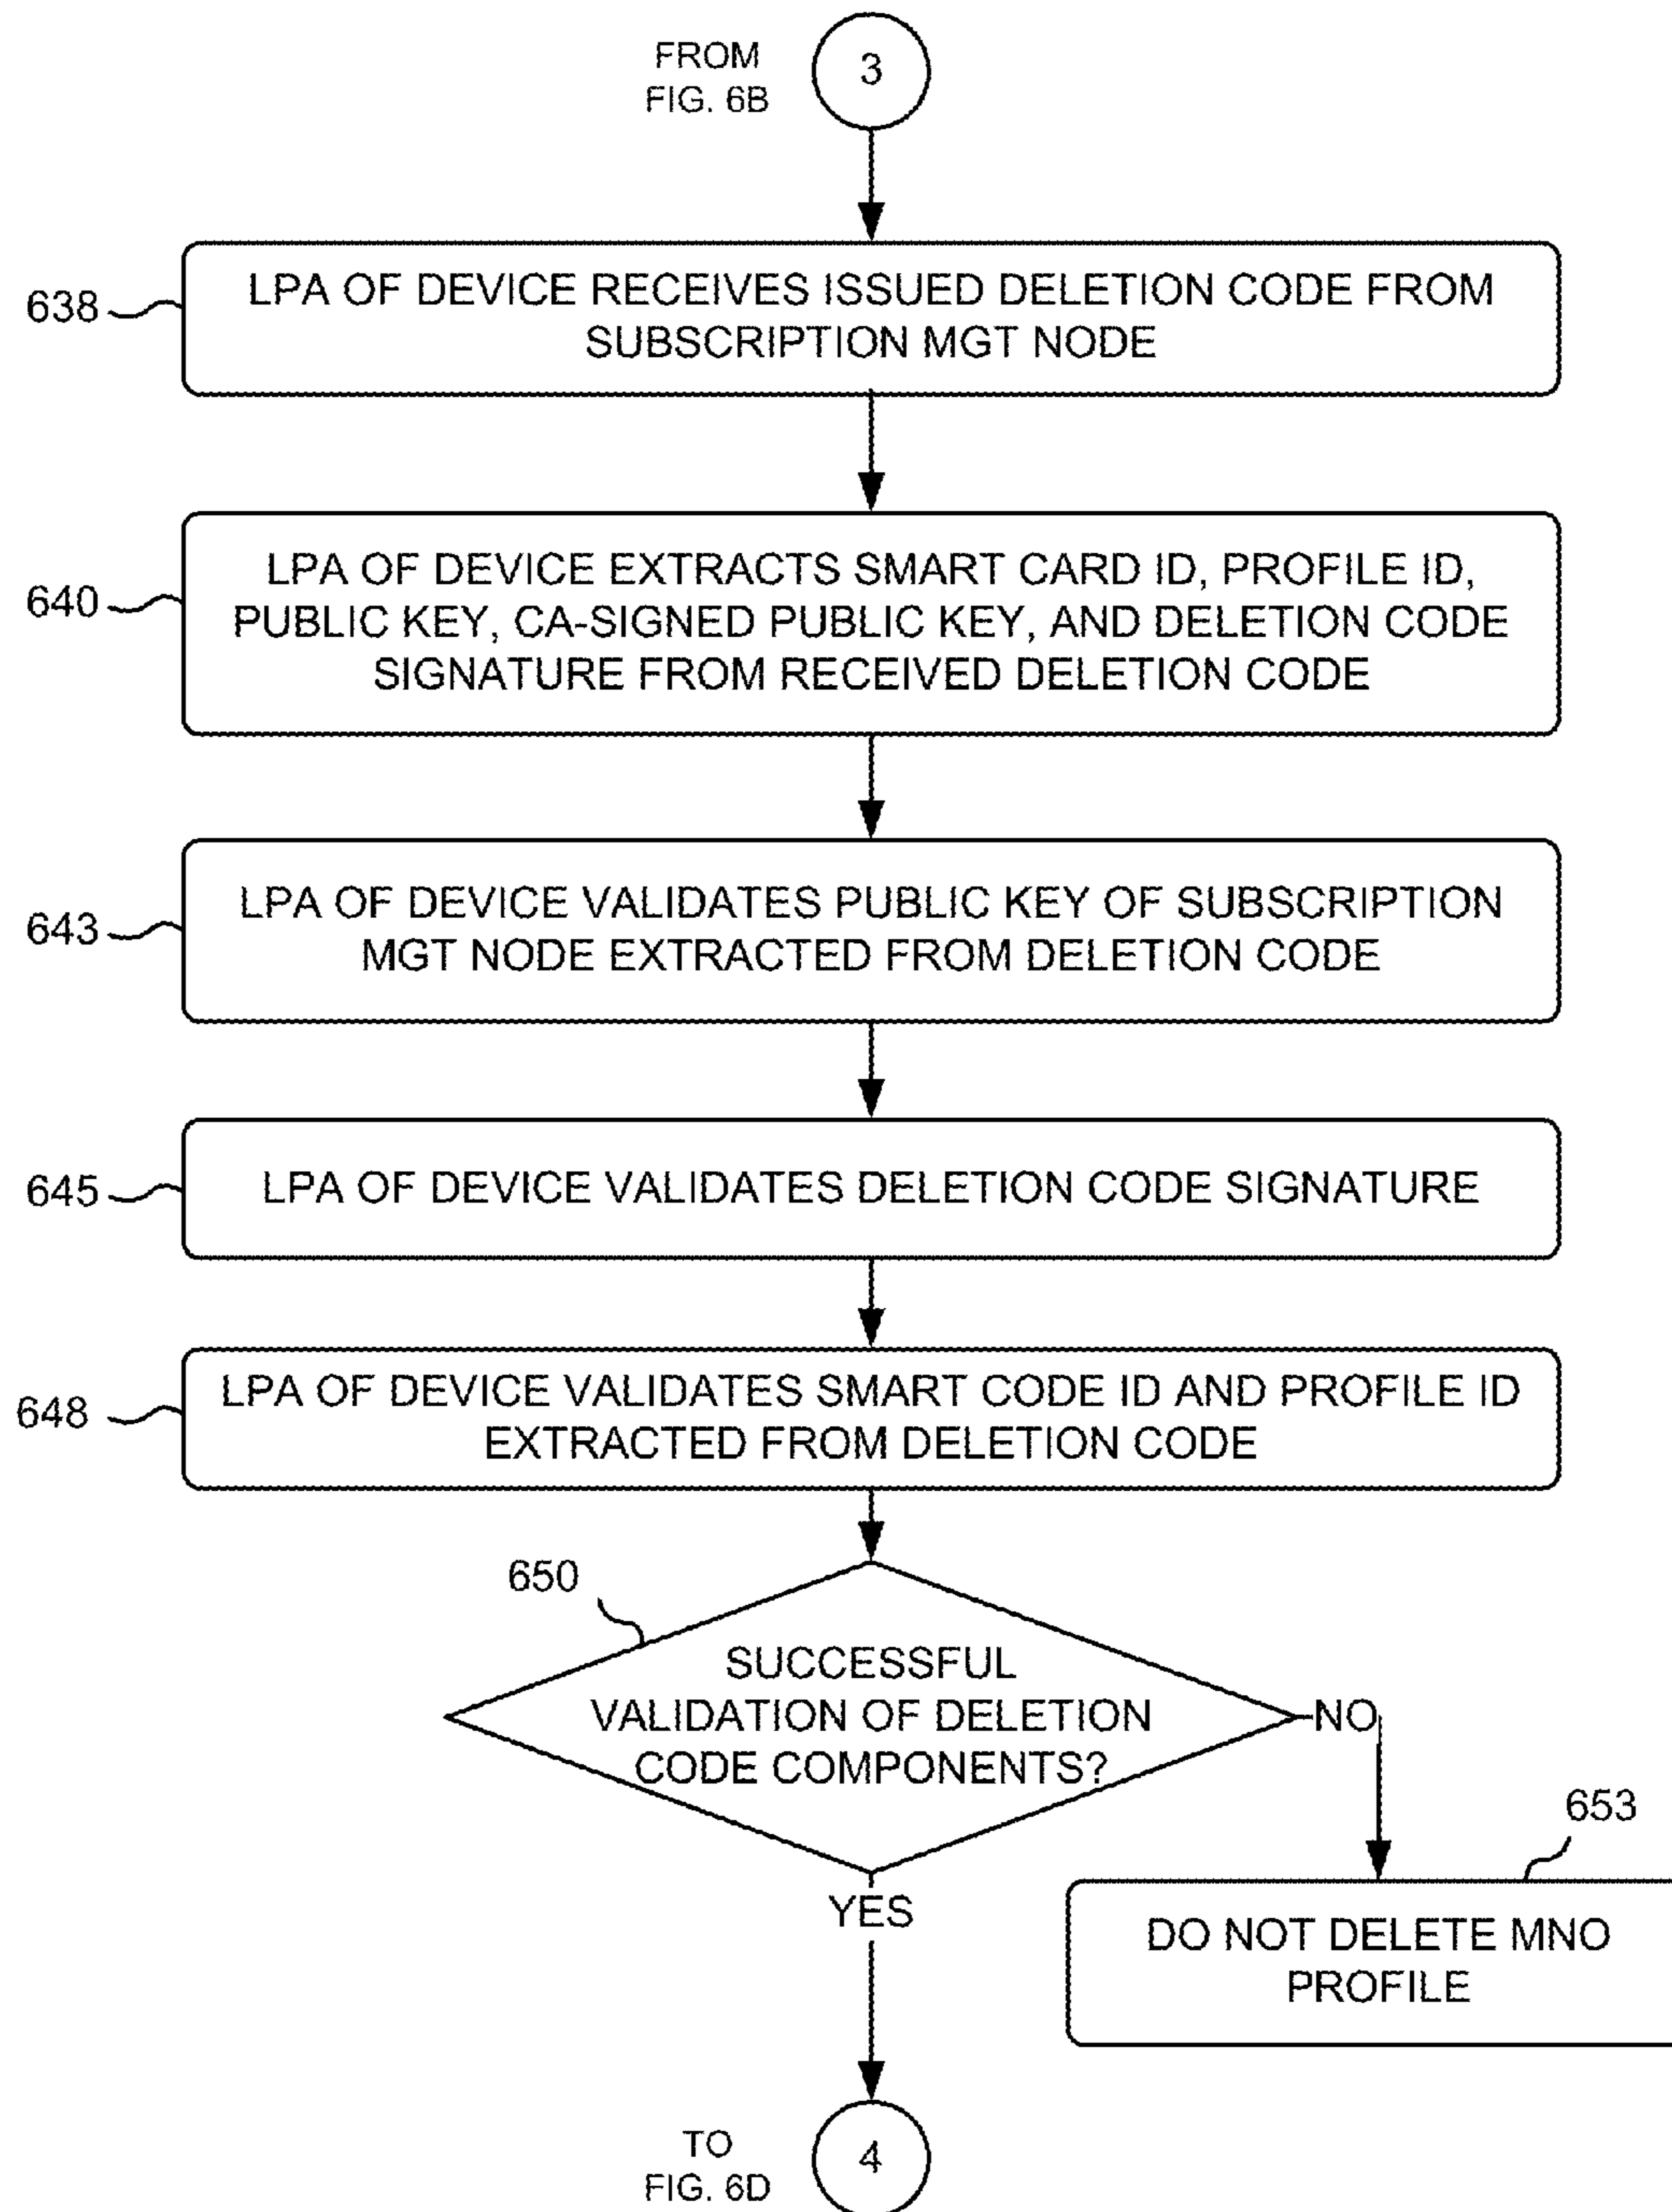 FROM
FIG. 6B
3
638
LPA OF DEVICE RECEIVES ISSUED DELETION CODE FROM
SUBSCRIPTION MGT NODE
640
LPA OF DEVICE EXTRACTS SMART CARD ID, PROFILE ID,
PUBLIC KEY, CA-SIGNED PUBLIC KEY, AND DELETION CODE
SIGNATURE FROM RECEIVED DELETION CODE
643
LPA OF DEVICE VALIDATES PUBLIC KEY OF SUBSCRIPTION
MGT NODE EXTRACTED FROM DELETION CODE
645
LPA OF DEVICE VALIDATES DELETION CODE SIGNATURE
648
LPA OF DEVICE VALIDATES SMART CODE ID AND PROFILE ID
EXTRACTED FROM DELETION CODE
650
SUCCESSFUL
VALIDATION OF DELETION
CODE COMPONENTS?
NO
653
DO NOT DELETE MNO
PROFILE
YES
TO
FIG. 6D
4